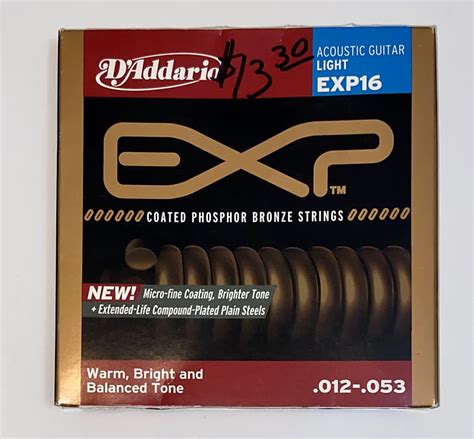 D'Addario
$13.30
ACOUSTIC GUITAR
LIGHT
EXP16
EXP™
COATED PHOSPHOR BRONZE STRINGS
NEW! Micro-fine Coating, Brighter Tone
+ Extended-Life Compound-Plated Plain Steels
Warm, Bright and
Balanced Tone
.012-.053